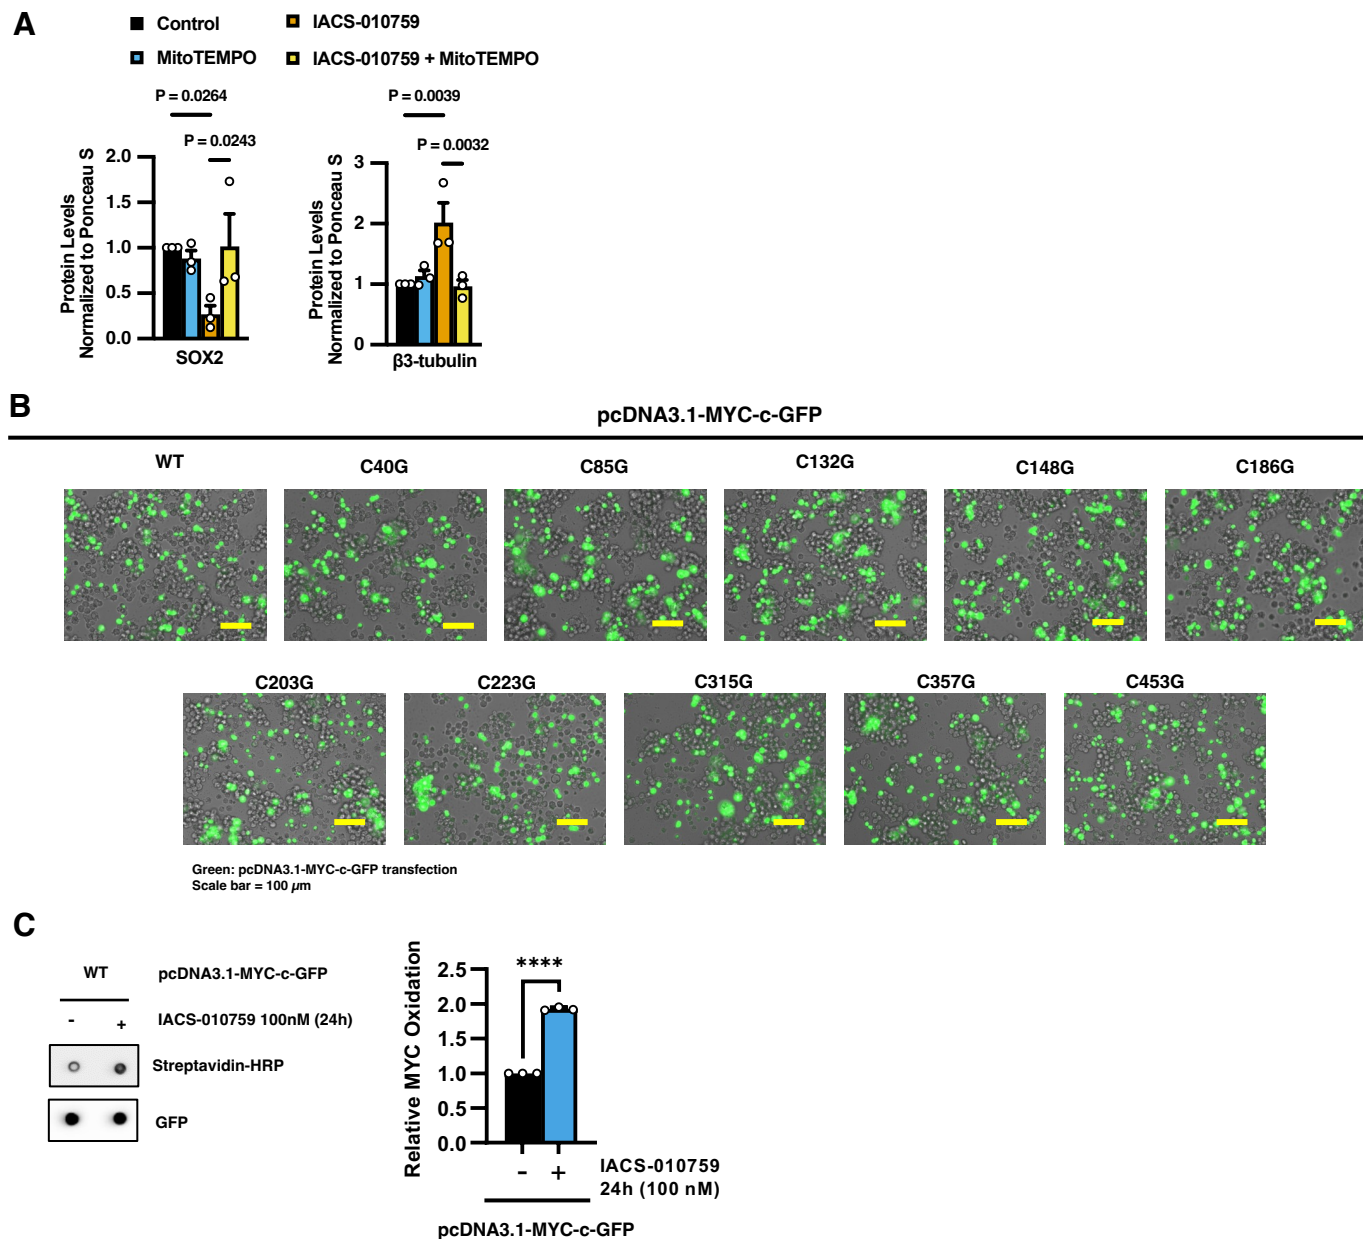 A
Control
IACS-010759
MitoTEMPO
IACS-010759 + MitoTEMPO
P = 0.0264
P = 0.0243
Protein Levels
Normalized to Ponceau S
2.0
1.5
1.0
0.5
0.0
SOX2
P = 0.0039
P = 0.0032
Protein Levels
Normalized to Ponceau S
3
2
1
0
β3-tubulin
B
pcDNA3.1-MYC-c-GFP
WT
C40G
C85G
C132G
C148G
C186G
C203G
C223G
C315G
C357G
C453G
Green: pcDNA3.1-MYC-c-GFP transfection
Scale bar = 100 µm
C
WT
pcDNA3.1-MYC-c-GFP
- +
IACS-010759 100nM (24h)
Streptavidin-HRP
GFP
Relative MYC Oxidation
2.5
2.0
1.5
1.0
0.5
0.0
****
- +
IACS-010759
24h (100 nM)
pcDNA3.1-MYC-c-GFP